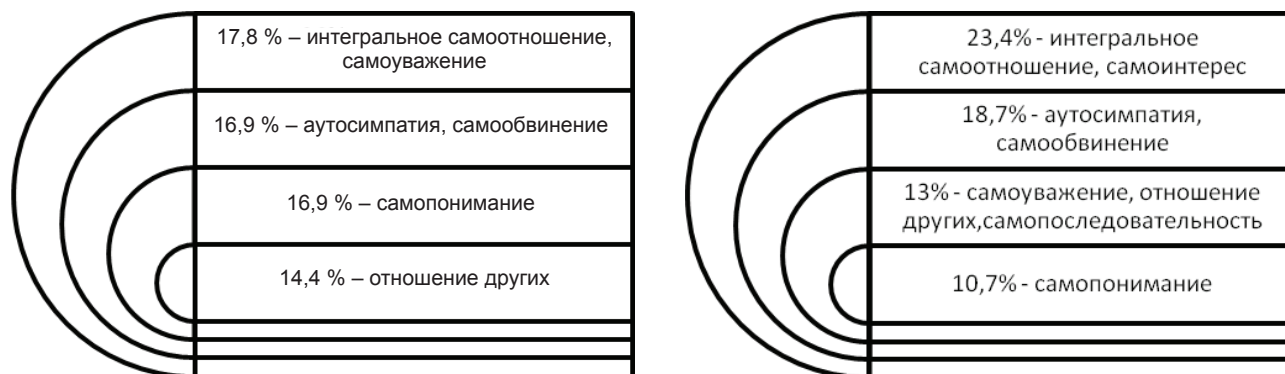 17,8 % – интегральное самоотношение,
самоуважение
16,9 % – аутосимпатия, самообвинение
16,9 % – самопонимание
14,4 % – отношение других
23,4% - интегральное
самоотношение, самоинтерес
18,7% - аутосимпатия,
самообвинение
13% - самоуважение, отношение
других,самопоследовательность
10,7% - самопонимание